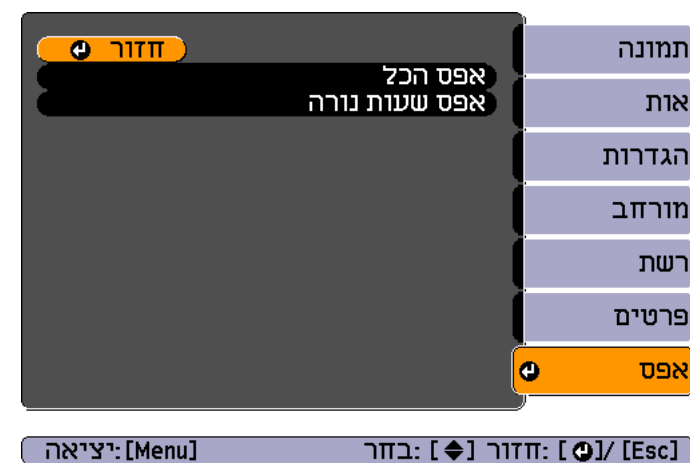 תמונה
אות
הגדרות
מורחב
רשת
פרטים
אפס
חזור
אפס הכל
אפס שעות נורה
[Esc] /[⏎]: חזור [◆]: בחר [Menu]: יציאה